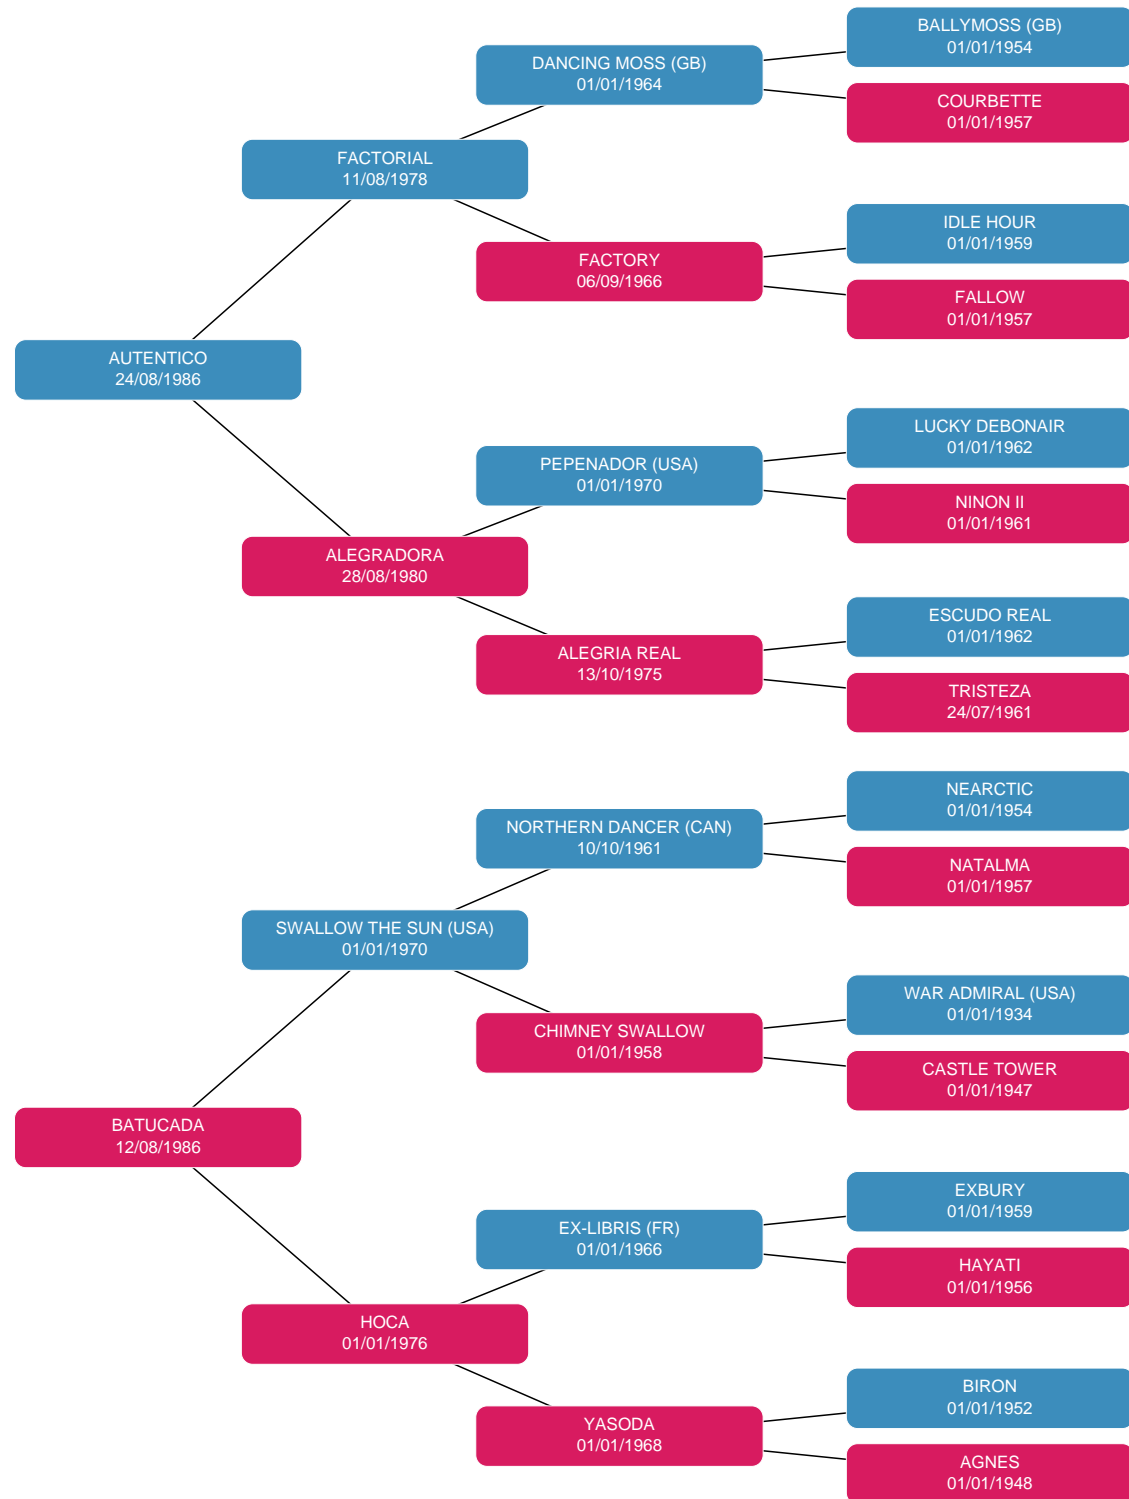 BALLYMOSS (GB)
01/01/1954
DANCING MOSS (GB)
01/01/1964
COURBETTE
01/01/1957
FACTORIAL
11/08/1978
IDLE HOUR
01/01/1959
FACTORY
06/09/1966
FALLOW
01/01/1957
AUTENTICO
24/08/1986
LUCKY DEBONAIR
01/01/1962
PEPENADOR (USA)
01/01/1970
NINON II
01/01/1961
ALEGRADORA
28/08/1980
ESCUDO REAL
01/01/1962
ALEGRIA REAL
13/10/1975
TRISTEZA
24/07/1961
NEARCTIC
01/01/1954
NORTHERN DANCER (CAN)
10/10/1961
NATALMA
01/01/1957
SWALLOW THE SUN (USA)
01/01/1970
WAR ADMIRAL (USA)
01/01/1934
CHIMNEY SWALLOW
01/01/1958
CASTLE TOWER
01/01/1947
BATUCADA
12/08/1986
EXBURY
01/01/1959
EX-LIBRIS (FR)
01/01/1966
HAYATI
01/01/1956
HOCA
01/01/1976
BIRON
01/01/1952
YASODA
01/01/1968
AGNES
01/01/1948